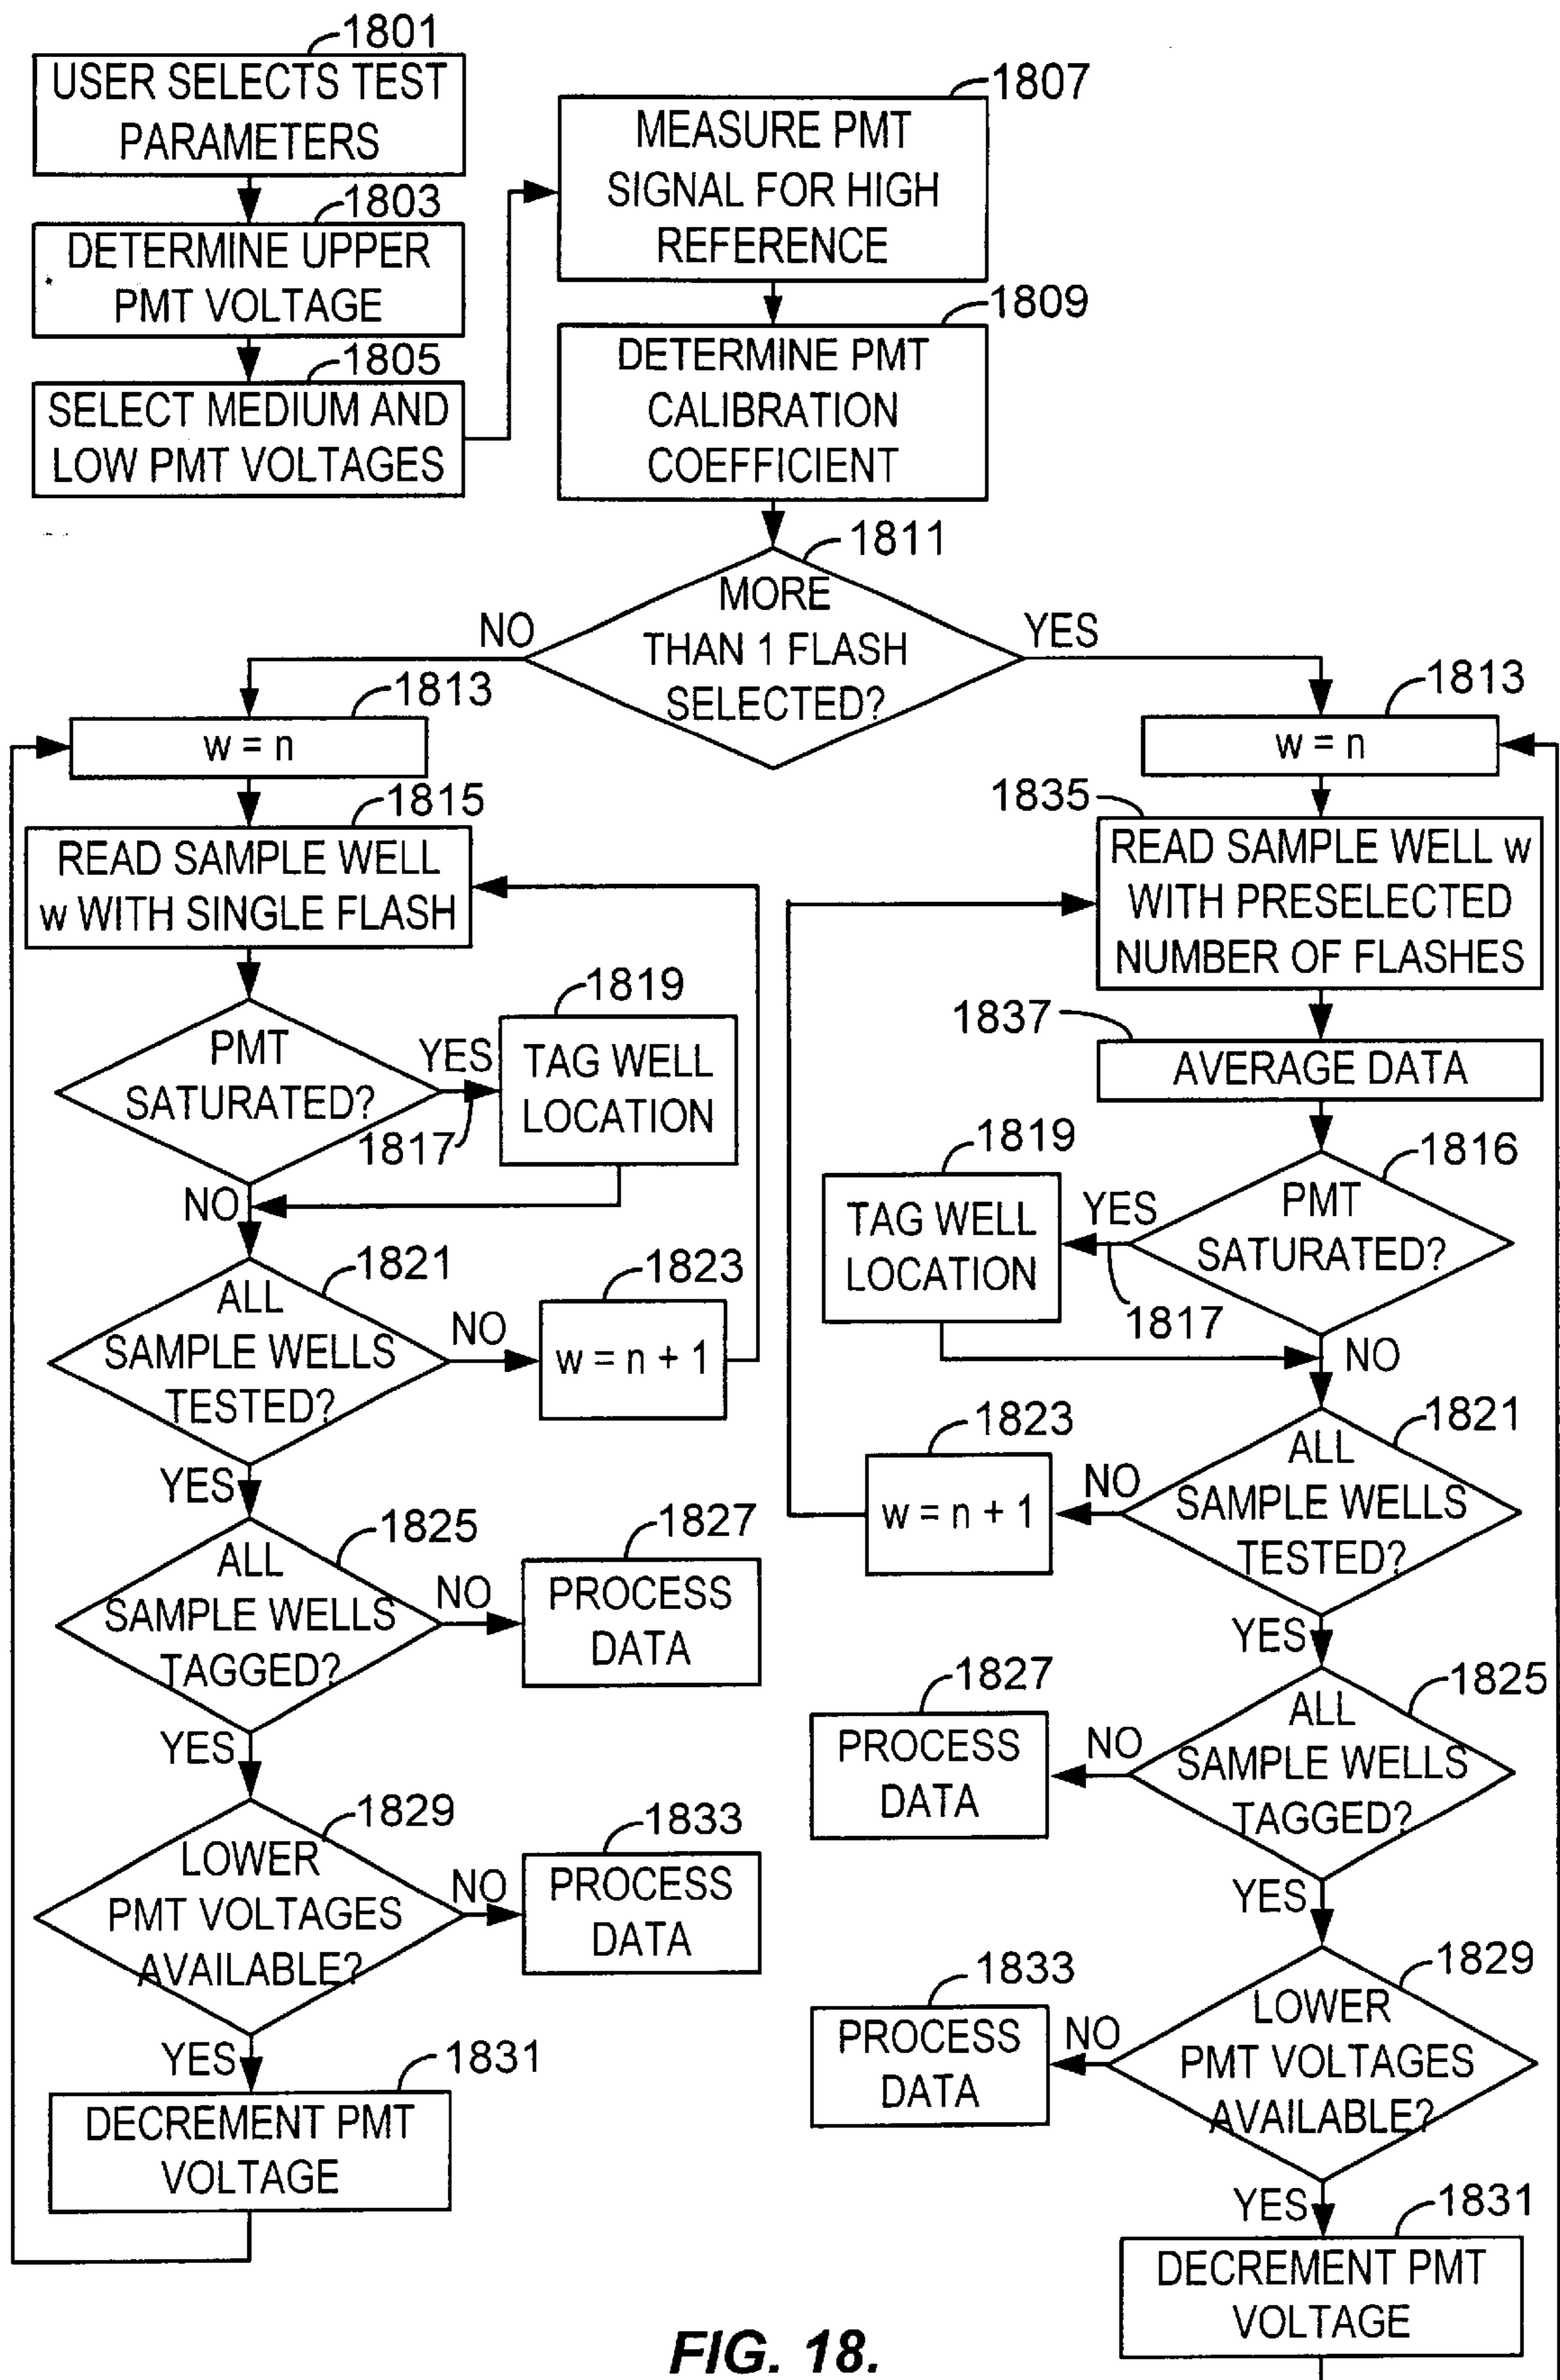 1801
USER SELECTS TEST
PARAMETERS
1803
DETERMINE UPPER
PMT VOLTAGE
1805
SELECT MEDIUM AND
LOW PMT VOLTAGES
1807
MEASURE PMT
SIGNAL FOR HIGH
REFERENCE
1809
DETERMINE PMT
CALIBRATION
COEFFICIENT
1811
MORE
THAN 1 FLASH
SELECTED?
NO
YES
1813
w = n
1815
READ SAMPLE WELL
w WITH SINGLE FLASH
PMT
SATURATED?
YES
1817
1819
TAG WELL
LOCATION
NO
1821
ALL
SAMPLE WELLS
TESTED?
NO
1823
w = n + 1
YES
1825
ALL
SAMPLE WELLS
TAGGED?
NO
1827
PROCESS
DATA
YES
1829
LOWER
PMT VOLTAGES
AVAILABLE?
NO
1833
PROCESS
DATA
YES
1831
DECREMENT PMT
VOLTAGE
1813
w = n
1835
READ SAMPLE WELL w
WITH PRESELECTED
NUMBER OF FLASHES
1837
AVERAGE DATA
1816
PMT
SATURATED?
YES
1817
1819
TAG WELL
LOCATION
NO
1821
ALL
SAMPLE WELLS
TESTED?
NO
1823
w = n + 1
YES
1825
ALL
SAMPLE WELLS
TAGGED?
NO
1827
PROCESS
DATA
YES
1829
LOWER
PMT VOLTAGES
AVAILABLE?
NO
1833
PROCESS
DATA
YES
1831
DECREMENT PMT
VOLTAGE
FIG. 18.